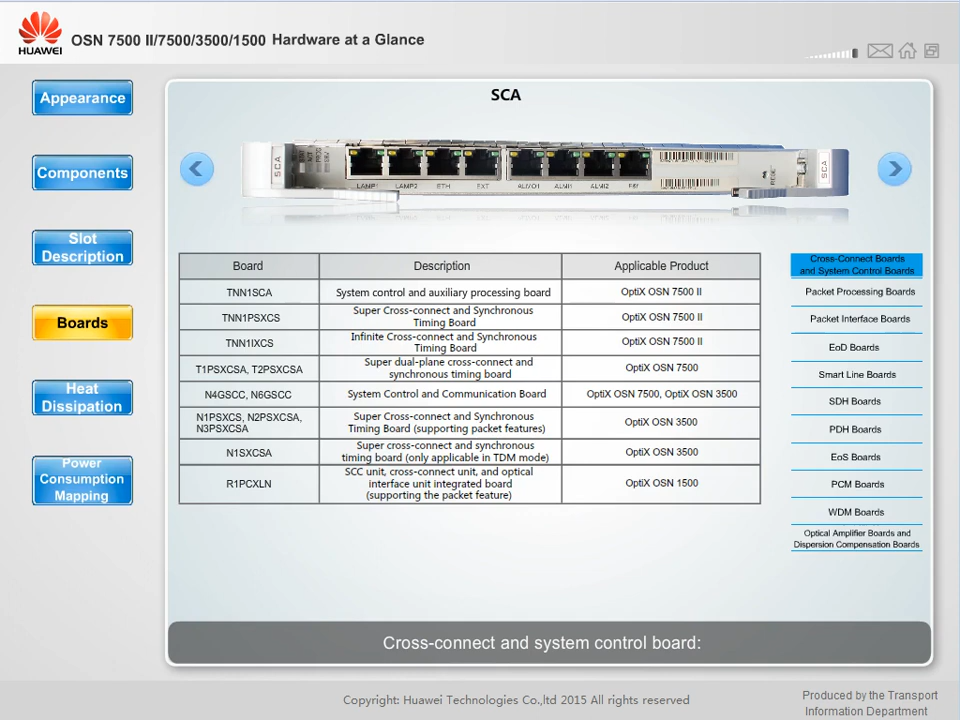 HUAWEI
OSN 7500 II/7500/3500/1500 Hardware at a Glance
Appearance
Components
Slot
Description
Boards
Heat
Dissipation
Power
Consumption
Mapping
SCA
SCA
LAMP1 LAMP2 ETH EXT ALMO1 ALMI1 ALMI2
SCA
Board Description Applicable Product
TNN1SCA System control and auxiliary processing board OptiX OSN 7500 II
TNN1PSXCS Super Cross-connect and Synchronous
Timing Board OptiX OSN 7500 II
TNN1IXCS Infinite Cross-connect and Synchronous
Timing Board OptiX OSN 7500 II
T1PSXCSA, T2PSXCSA Super dual-plane cross-connect and
synchronous timing board OptiX OSN 7500
N4GSCC, N6GSCC System Control and Communication Board OptiX OSN 7500, OptiX OSN 3500
N1PSXCS, N2PSXCSA,
N3PSXCSA Super Cross-connect and Synchronous
Timing Board (supporting packet features) OptiX OSN 3500
N1SXCSA Super cross-connect and synchronous
timing board (only applicable in TDM mode) OptiX OSN 3500
R1PCXLN SCC unit, cross-connect unit, and optical
interface unit integrated board
(supporting the packet feature) OptiX OSN 1500
Cross-Connect Boards
and System Control Boards
Packet Processing Boards
Packet Interface Boards
EoD Boards
Smart Line Boards
SDH Boards
PDH Boards
EoS Boards
PCM Boards
WDM Boards
Optical Amplifier Boards and
Dispersion Compensation Boards
Cross-connect and system control board:
Copyright: Huawei Technologies Co.,ltd 2015 All rights reserved
Produced by the Transport
Information Department